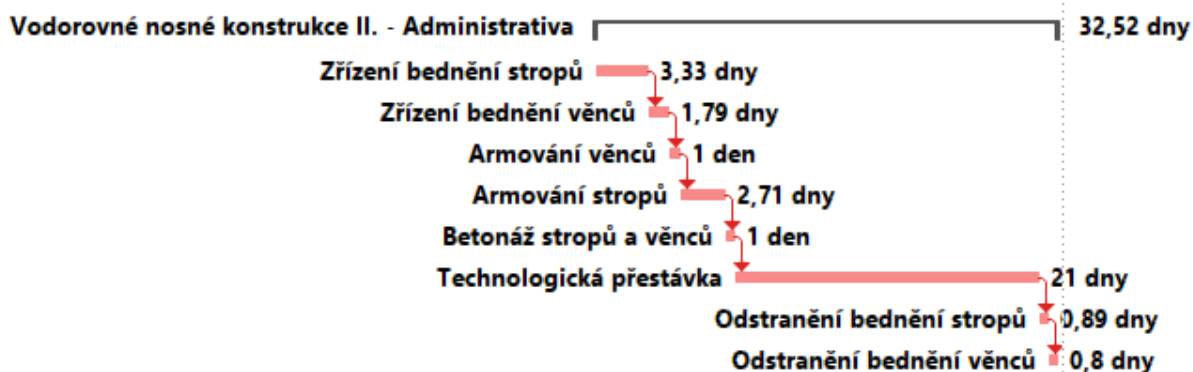 Vodorovné nosné konstrukce II. - Administrativa 32,52 dny
Zřízení bednění stropů 3,33 dny
Zřízení bednění věnců 1,79 dny
Armování věnců 1 den
Armování stropů 2,71 dny
Betonáž stropů a věnců 1 den
Technologická přestávka 21 dny
Odstranění bednění stropů 0,89 dny
Odstranění bednění věnců 0,8 dny